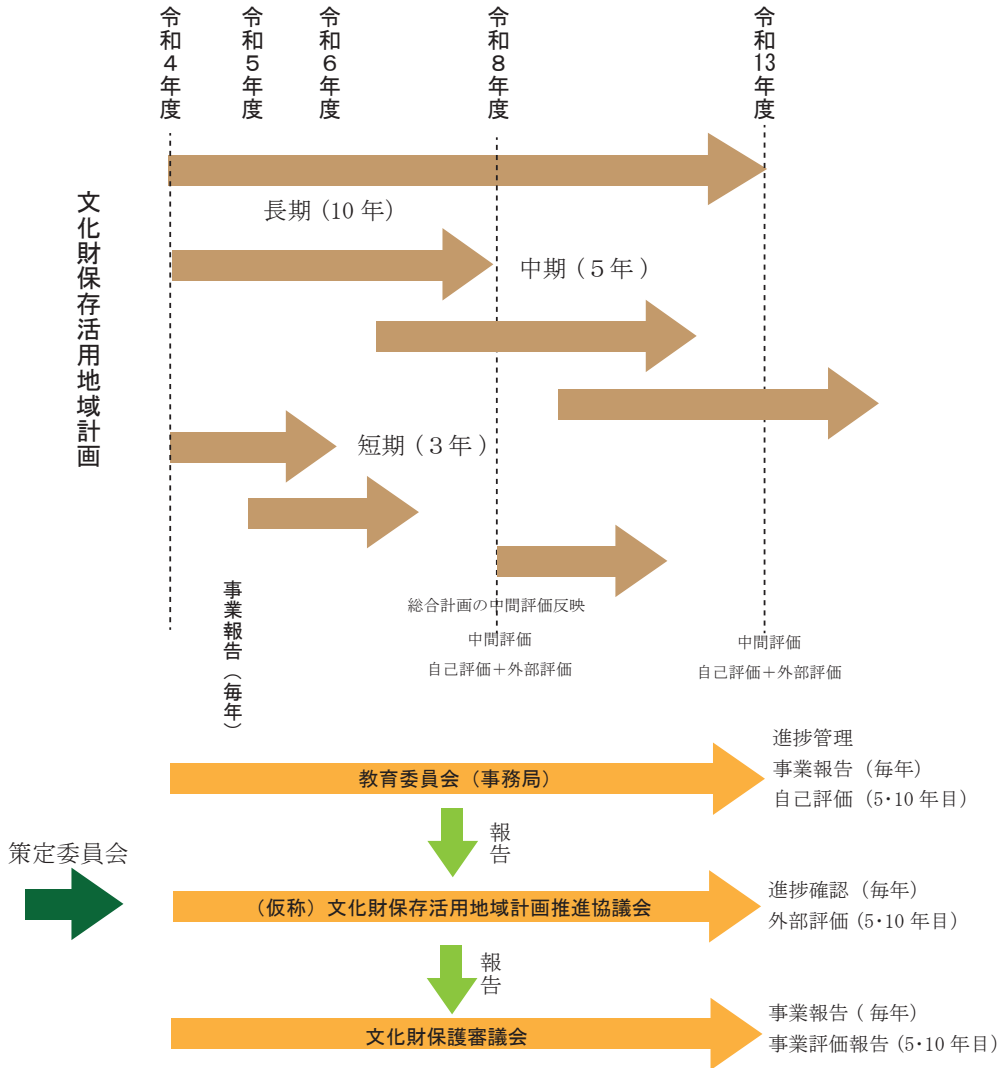 令和4年度
令和5年度
令和6年度
令和8年度
令和13年度
文化財保存活用地域計画
長期（10 年）
中期（５年）
短期（３年）
事業報告（毎年）
総合計画の中間評価反映
中間評価
自己評価＋外部評価
中間評価
自己評価＋外部評価
教育委員会（事務局）
進捗管理
事業報告（毎年）
自己評価（5・10 年目）
報告
策定委員会
（仮称）文化財保存活用地域計画推進協議会
進捗確認（毎年）
外部評価（5・10 年目）
報告
文化財保護審議会
事業報告（毎年）
事業評価報告（5・10 年目）